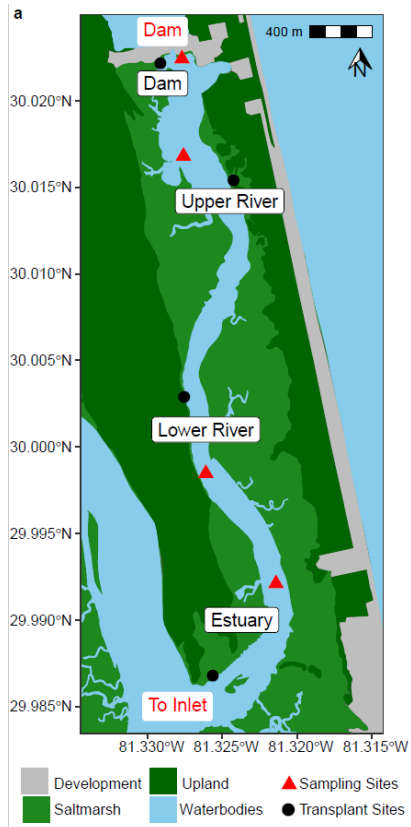 a
Dam
400 m
N
Dam
30.020°N
30.015°N
Upper River
30.010°N
30.005°N
Lower River
30.000°N
29.995°N
29.990°N
Estuary
To Inlet
29.985°N
81.330°W 81.325°W 81.320°W 81.315°W
Development Upland Sampling Sites
Saltmarsh Waterbodies Transplant Sites